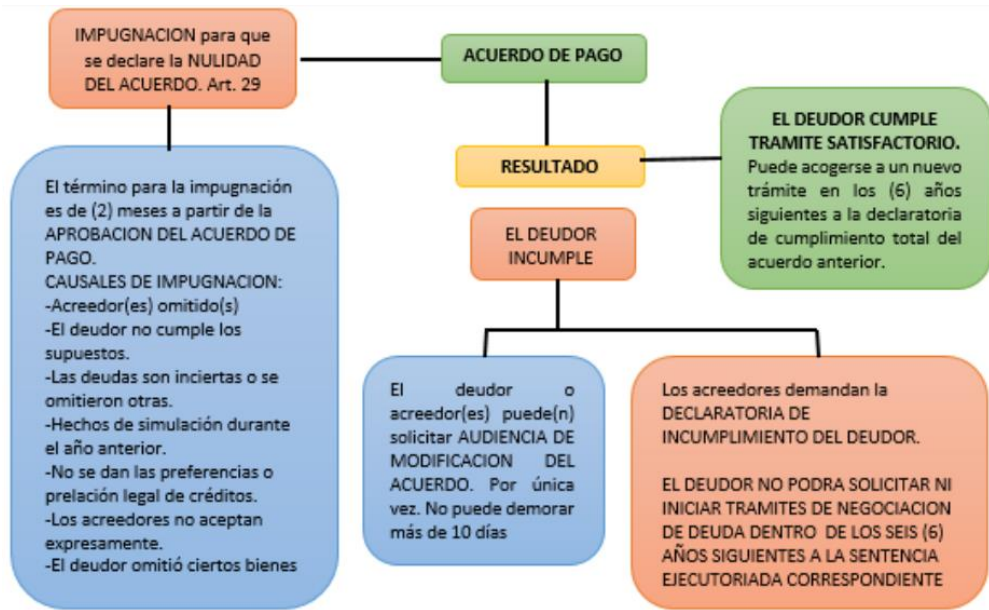 IMPUGNACION para que
se declare la NULIDAD
DEL ACUERDO. Art. 29
ACUERDO DE PAGO
RESULTADO
EL DEUDOR CUMPLE
TRAMITE SATISFACTORIO.
Puede acogerse a un nuevo
trámite en los (6) años
siguientes a la declaratoria
de cumplimiento total del
acuerdo anterior.
El término para la impugnación
es de (2) meses a partir de la
APROBACION DEL ACUERDO DE
PAGO.
CAUSALES DE IMPUGNACION:
-Acreedor(es) omitido(s)
-El deudor no cumple los
supuestos.
-Las deudas son inciertas o se
omitieron otras.
-Hechos de simulación durante
el año anterior.
-No se dan las preferencias o
prelación legal de créditos.
-Los acreedores no aceptan
expresamente.
-El deudor omitió ciertos bienes
EL DEUDOR
INCUMPLE
El deudor o
acreedor(es) puede(n)
solicitar AUDIENCIA DE
MODIFICACION DEL
ACUERDO. Por única
vez. No puede demorar
más de 10 días
Los acreedores demandan la
DECLARATORIA DE
INCUMPLIMIENTO DEL DEUDOR.
EL DEUDOR NO PODRA SOLICITAR NI
INICIAR TRAMITES DE NEGOCIACION
DE DEUDA DENTRO DE LOS SEIS (6)
AÑOS SIGUIENTES A LA SENTENCIA
EJECUTORIADA CORRESPONDIENTE